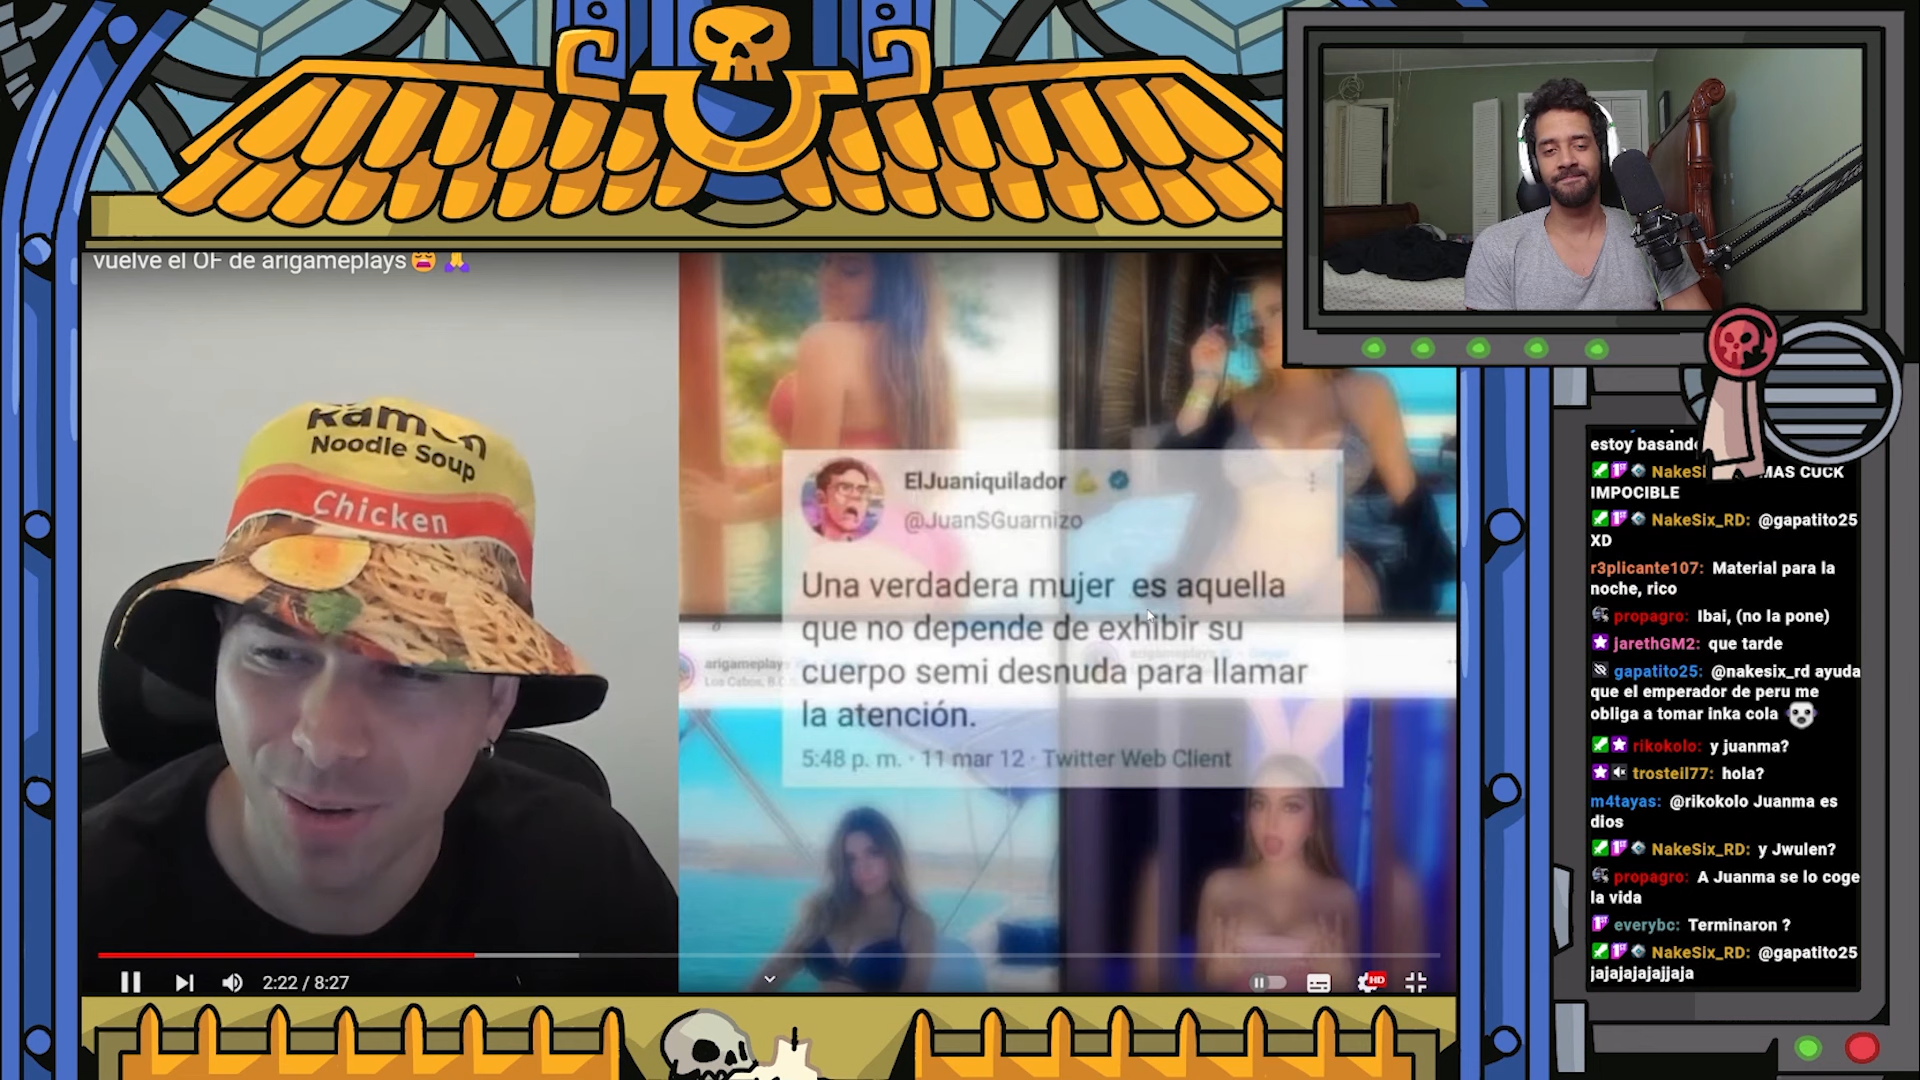 vuelve el OF de arigameplays😩🙏
Ramen
Noodle Soup
Chicken
ElJuaniquilador 💪
@JuanSGuarnizo
Una verdadera mujer es aquella
que no depende de exhibir su
cuerpo semi desnuda para llamar
la atención.
5:48 p. m. · 11 mar 12 · Twitter Web Client
arigameplay
Los Cabos, B.C.
2:22 / 8:27
HD
estoy basand
NakeSi MAS CUCK
IMPOCIBLE
NakeSix_RD: @gapatito25
XD
r3plicante107: Material para la
noche, rico
propagro: Ibai, (no la pone)
jarethGM2: que tarde
gapatito25: @nakesix_rd ayuda
que el emperador de peru me
obliga a tomar inka cola
rikokolo: y juanma?
trosteil77: hola?
m4tayas: @rikokolo Juanma es
dios
NakeSix_RD: y Jwulen?
propagro: A Juanma se lo coge
la vida
everybc: Terminaron ?
NakeSix_RD: @gapatito25
jajajajajajjaja